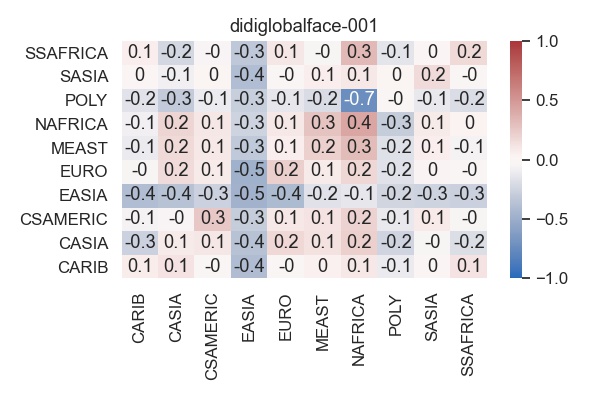 didiglobalface-001
SSAFRICA 0.1 -0.2 -0 -0.3 0.1 -0 0.3 -0.1 0 0.2 1.0
SASIA 0 -0.1 0 -0.4 -0 0.1 0.1 0 0.2 -0
POLY -0.2 -0.3 -0.1 -0.3 -0.1 -0.2 -0.7 -0 -0.1 -0.2 0.5
NAFRICA -0.1 0.2 0.1 -0.3 0.1 0.3 0.4 -0.3 0.1 0
MEAST -0.1 0.2 0.1 -0.3 0.1 0.2 0.3 -0.2 0.1 -0.1 0.0
EURO -0 0.2 0.1 -0.5 0.2 0.1 0.2 -0.2 0 -0
EASIA -0.4 -0.4 -0.3 -0.5 -0.4 -0.2 -0.1 -0.2 -0.3 -0.3
CSAMERIC -0.1 -0 0.3 -0.3 0.1 0.1 0.2 -0.1 0.1 -0 −0.5
CASIA -0.3 0.1 0.1 -0.4 0.2 0.1 0.2 -0.2 -0 -0.2
CARIB 0.1 0.1 -0 -0.4 -0 0 0.1 -0.1 0 0.1 −1.0
CARIB CASIA CSAMERIC EASIA EURO MEAST NAFRICA POLY SASIA SSAFRICA